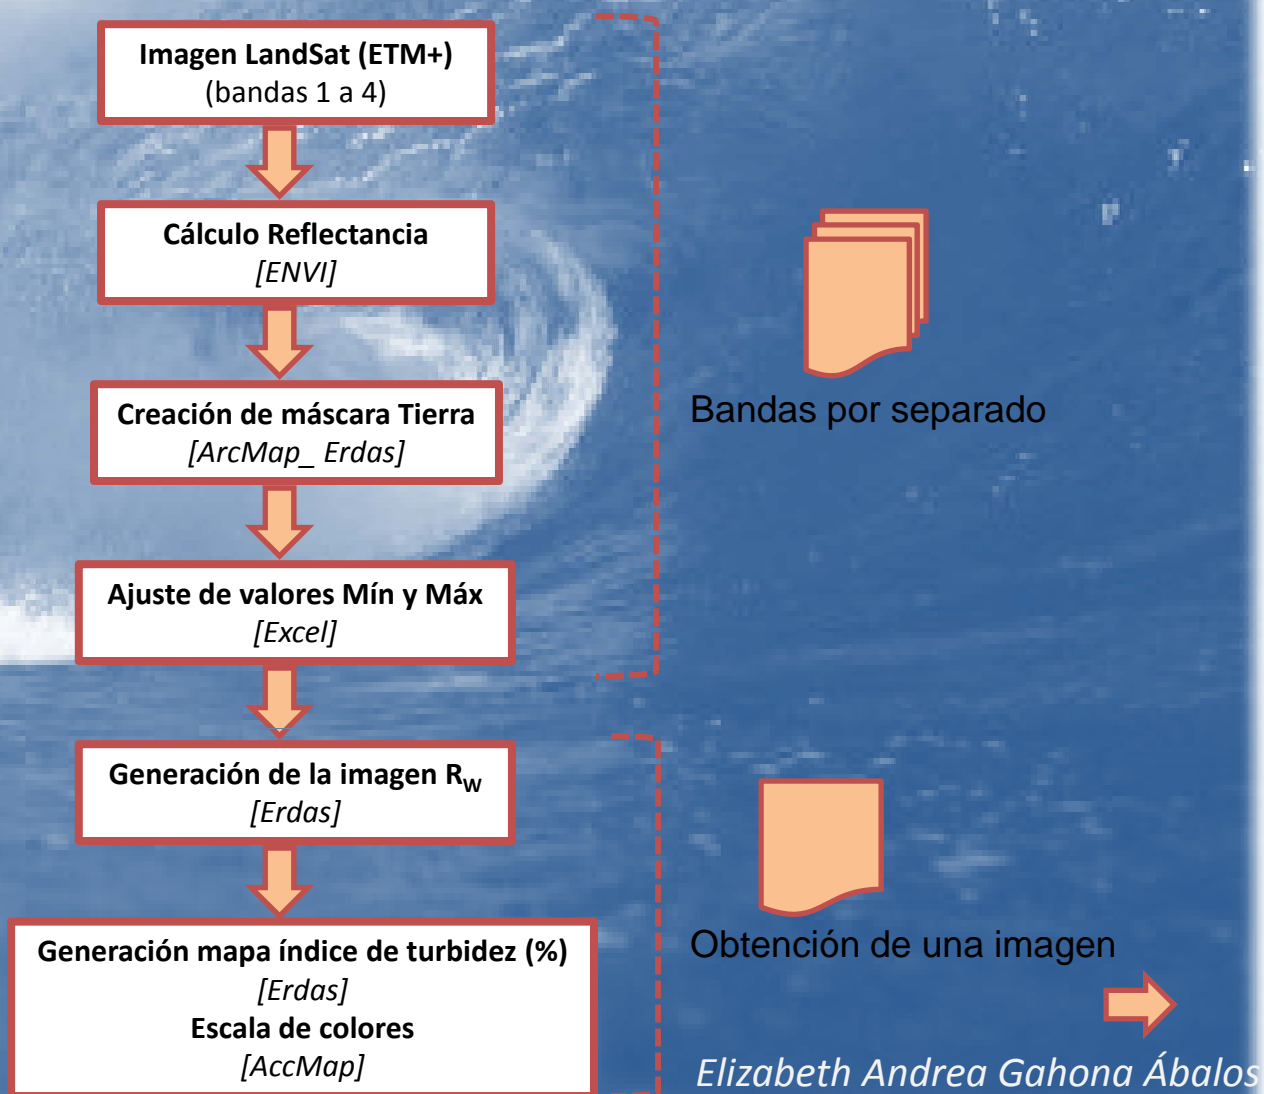 Imagen LandSat (ETM+)
(bandas 1 a 4)
Cálculo Reflectancia
[ENVI]
Creación de máscara Tierra
[ArcMap_ Erdas]
Ajuste de valores Mín y Máx
[Excel]
Bandas por separado
Generación de la imagen RW
[Erdas]
Generación mapa índice de turbidez (%)
[Erdas]
Escala de colores
[AccMap]
Obtención de una imagen
Elizabeth Andrea Gahona Ábalos